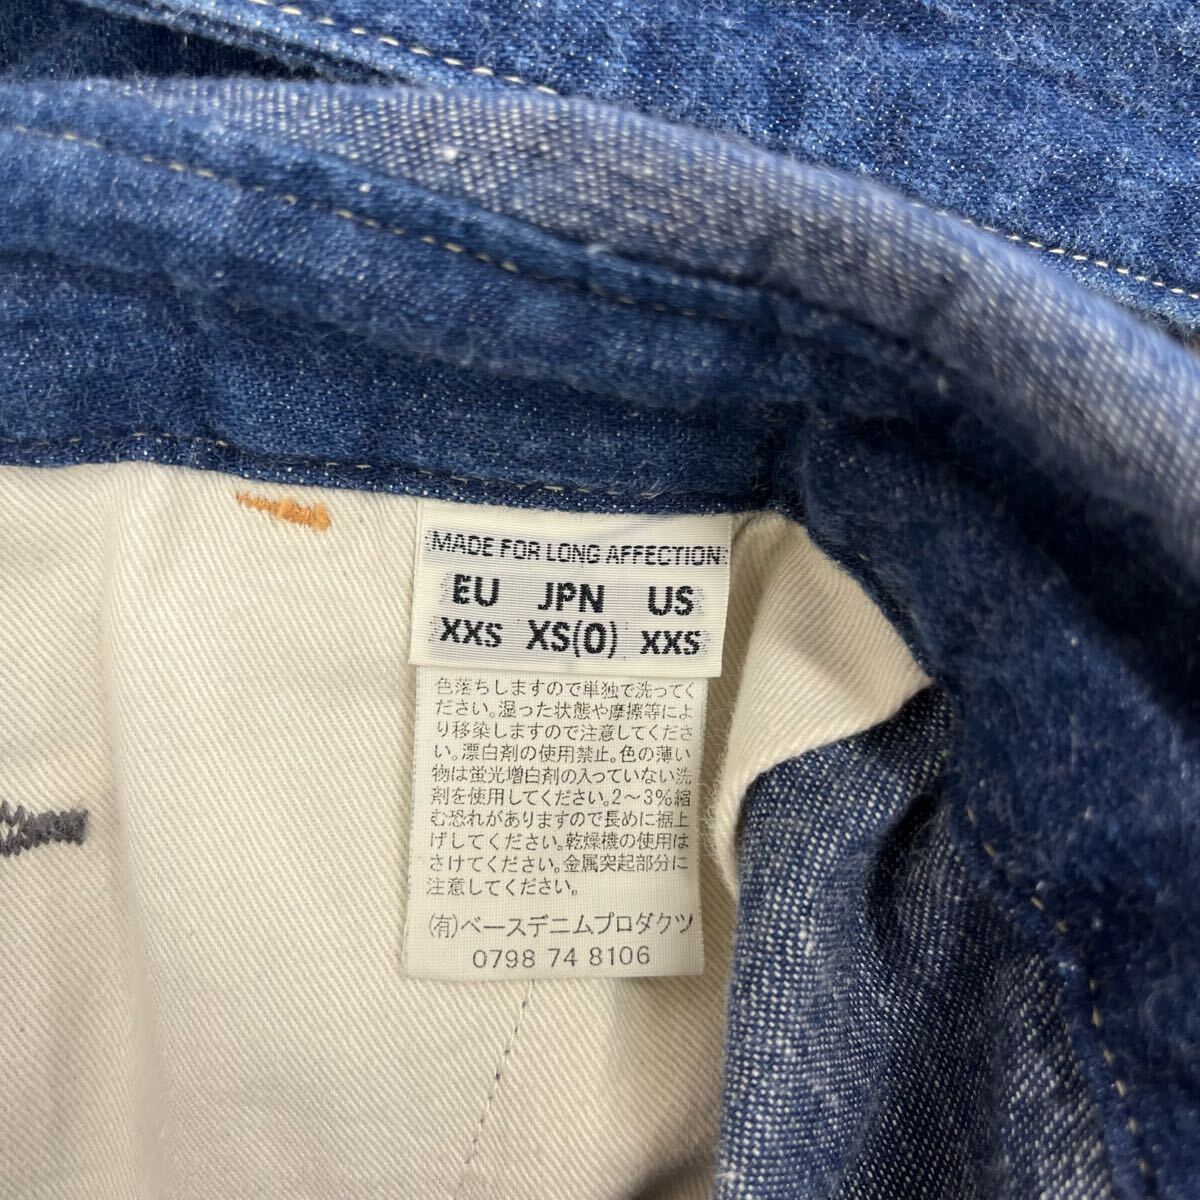 MADE FOR LONG AFFECTION
EU JPN US
XXS XS(0) XXS
色落ちしますので単独で洗ってく
ださい。湿った状態や摩擦等によ
り移染しますので注意してくださ
い。漂白剤の使用禁止。色の薄い
物は蛍光増白剤の入っていない洗
剤を使用してください。2～3%縮
む恐れがありますので長めに裾上
げしてください。乾燥機の使用は
さけてください。金属突起部分に
注意してください。
(有)ベースデニムプロダクツ
0798 74 8106